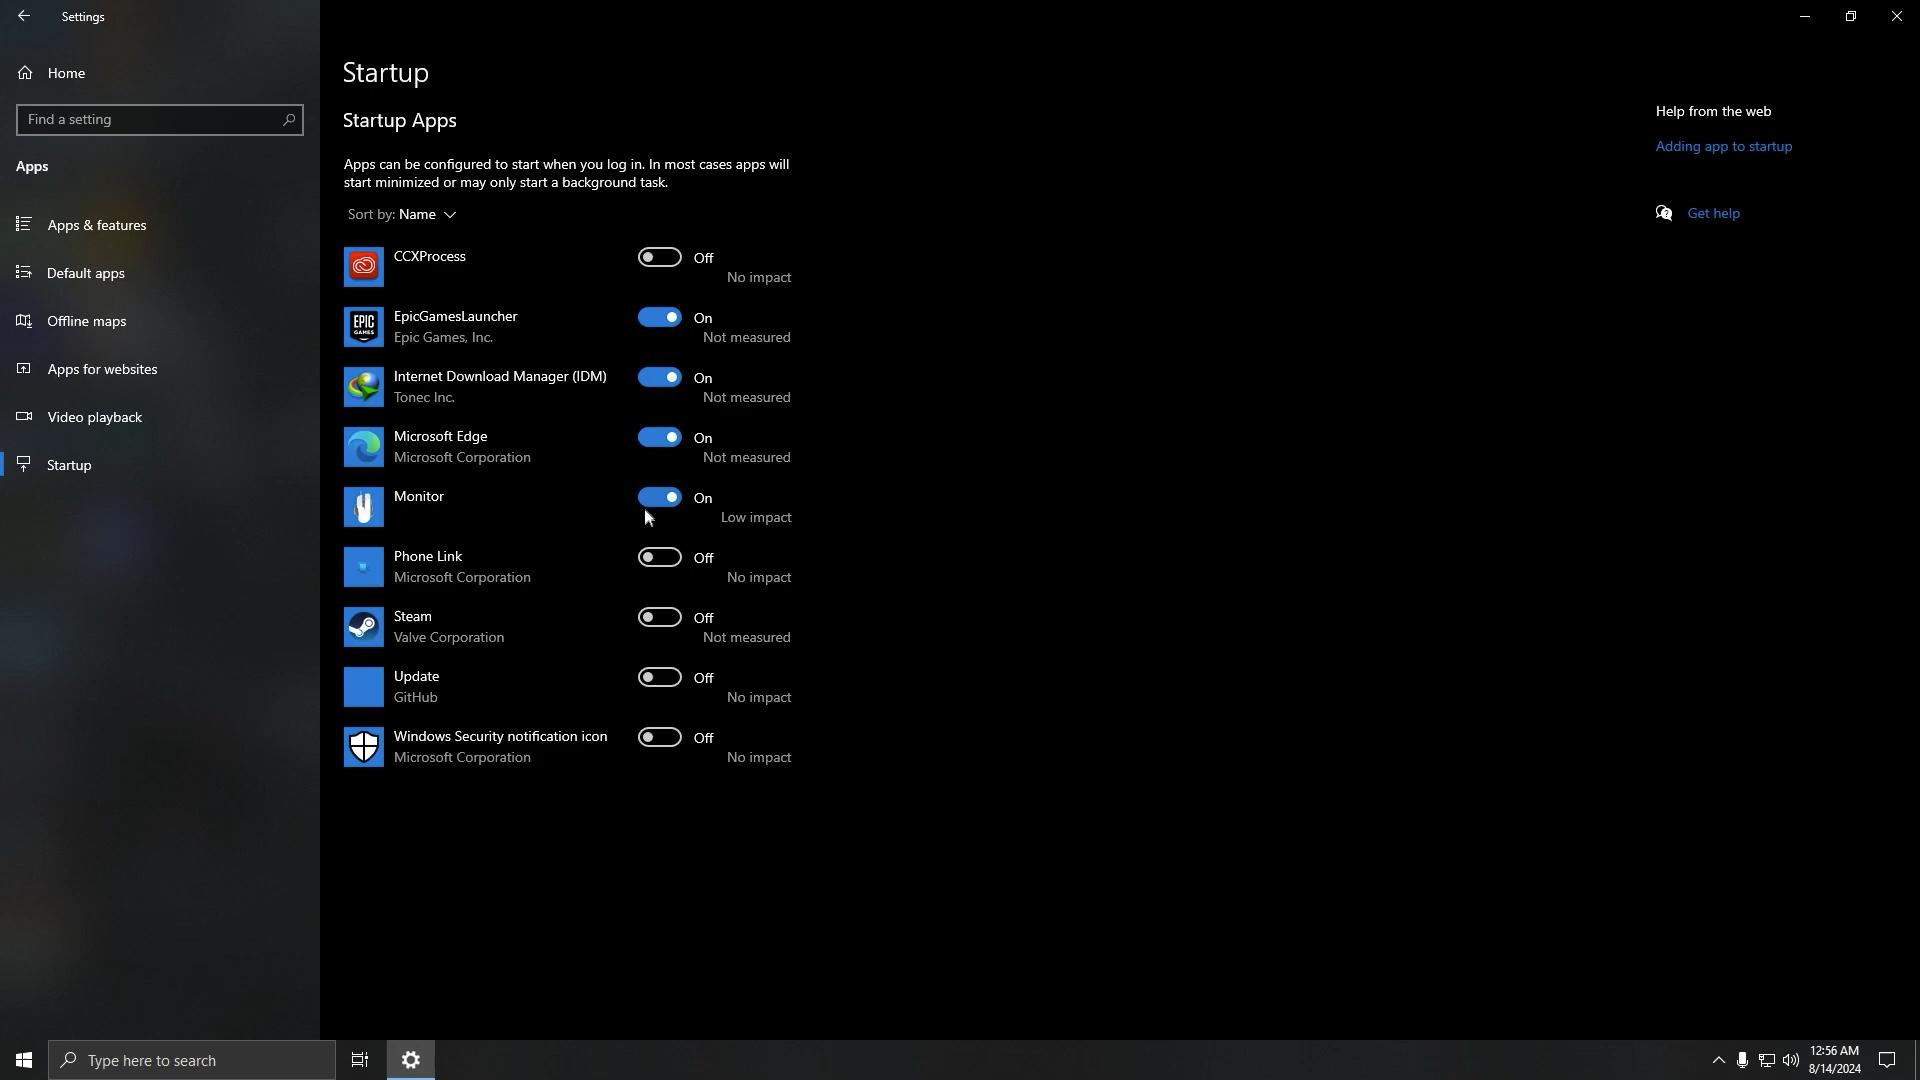 Settings
Home
Find a setting
Apps
Apps & features
Default apps
Offline maps
Apps for websites
Video playback
Startup
Startup
Startup Apps
Apps can be configured to start when you log in. In most cases apps will
start minimized or may only start a background task.
Sort by: Name
CCXProcess
Off
No impact
EPIC
GAMES
EpicGamesLauncher
Epic Games, Inc.
On
Not measured
Internet Download Manager (IDM)
Tonec Inc.
On
Not measured
Microsoft Edge
Microsoft Corporation
On
Not measured
Monitor
On
Low impact
Phone Link
Microsoft Corporation
Off
No impact
Steam
Valve Corporation
Off
Not measured
Update
GitHub
Off
No impact
Windows Security notification icon
Microsoft Corporation
Off
No impact
Help from the web
Adding app to startup
Get help
Type here to search
12:56 AM
8/14/2024